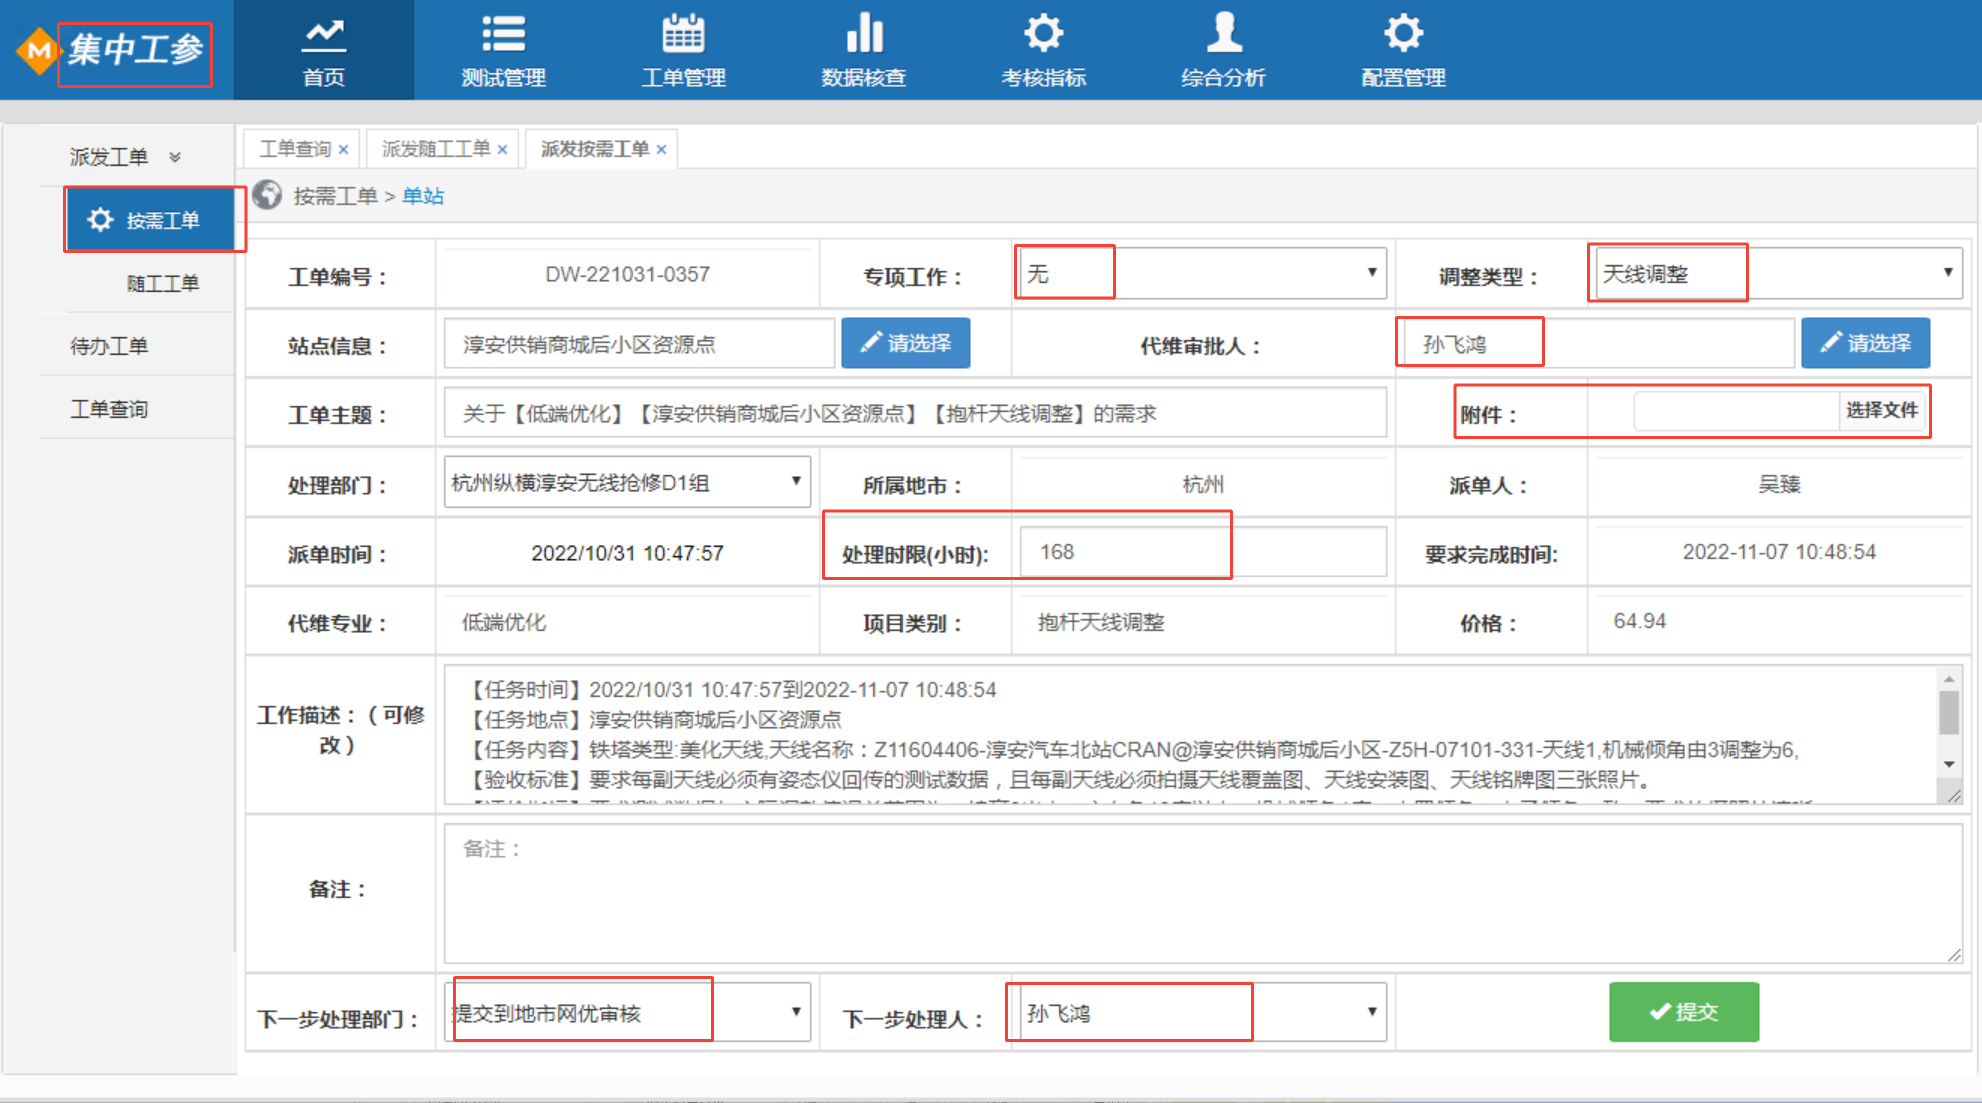 集中工参
首页
测试管理
工单管理
数据核查
考核指标
综合分析
配置管理
派发工单
按需工单
随工工单
待办工单
工单查询
工单查询 ×
派发随工工单 ×
派发按需工单 ×
按需工单 > 单站
工单编号： DW-221031-0357 专项工作： 无 调整类型： 天线调整
站点信息： 淳安供销商城后小区资源点 请选择 代维审批人： 孙飞鸿 请选择
工单主题： 关于【低端优化】【淳安供销商城后小区资源点】【抱杆天线调整】的需求 附件： 选择文件
处理部门： 杭州纵横淳安无线抢修D1组 所属地市： 杭州 派单人： 吴臻
派单时间： 2022/10/31 10:47:57 处理时限(小时): 168 要求完成时间: 2022-11-07 10:48:54
代维专业： 低端优化 项目类别： 抱杆天线调整 价格： 64.94
工作描述：（可修
改）
【任务时间】2022/10/31 10:47:57到2022-11-07 10:48:54
【任务地点】淳安供销商城后小区资源点
【任务内容】铁塔类型:美化天线,天线名称：Z11604406-淳安汽车北站CRAN@淳安供销商城后小区-Z5H-07101-331-天线1,机械倾角由3调整为6,
【验收标准】要求每副天线必须有姿态仪回传的测试数据，且每副天线必须拍摄天线覆盖图、天线安装图、天线铭牌图三张照片。
备注： 备注：
下一步处理部门： 提交到地市网优审核 下一步处理人： 孙飞鸿 提交